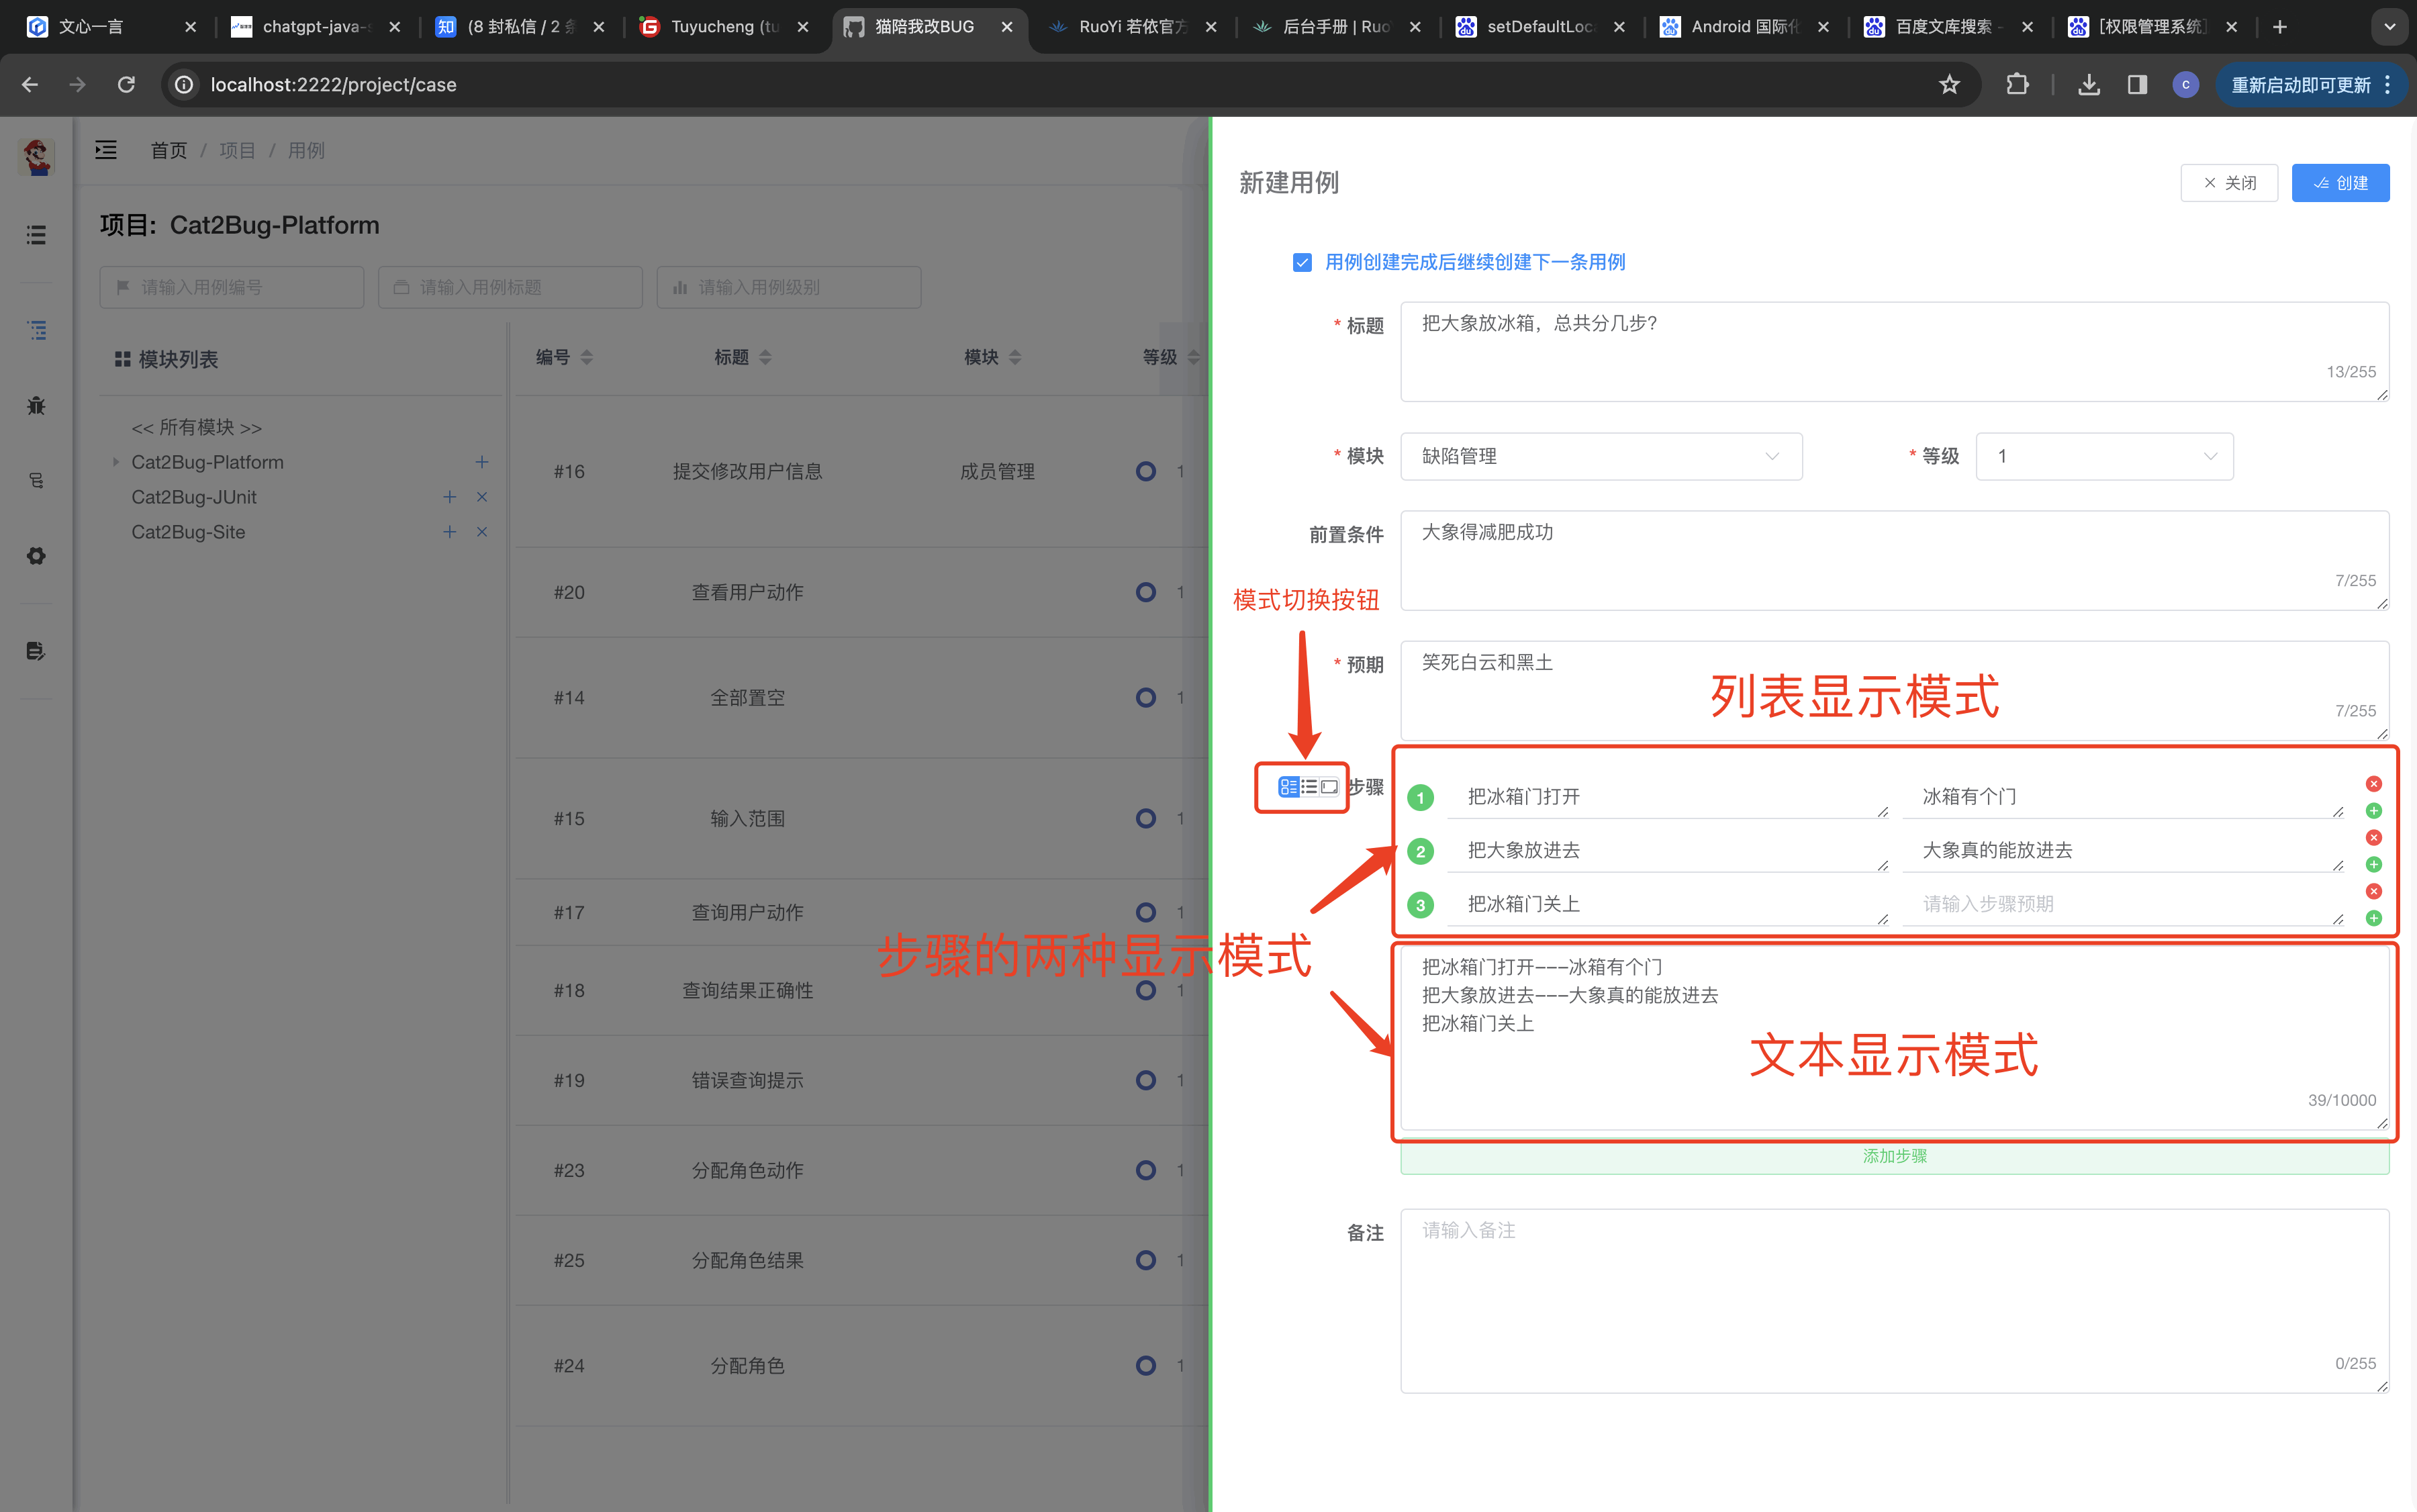 文心一言
chatgpt-java-
(8 封私信 / 2
Tuyucheng (tu
猫陪我改BUG
RuoYi 若依官方
后台手册 | Ruo
setDefaultLoc
Android 国际化
百度文库搜索 -
[权限管理系统]
localhost:2222/project/case
c
重新启动即可更新
首页 / 项目 / 用例
项目: Cat2Bug-Platform
请输入用例编号
请输入用例标题
请输入用例级别
模块列表
<< 所有模块 >>
Cat2Bug-Platform
Cat2Bug-JUnit
Cat2Bug-Site
编号 标题 模块 等级
#16 提交修改用户信息 成员管理 1
#20 查看用户动作 1
#14 全部置空 1
#15 输入范围 1
#17 查询用户动作 1
#18 查询结果正确性 1
#19 错误查询提示 1
#23 分配角色动作 1
#25 分配角色结果 1
#24 分配角色 1
新建用例
关闭
创建
用例创建完成后继续创建下一条用例
* 标题
把大象放冰箱，总共分几步?
13/255
* 模块
缺陷管理
* 等级
1
前置条件
大象得减肥成功
7/255
模式切换按钮
* 预期
笑死白云和黑土
7/255
列表显示模式
步骤
1 把冰箱门打开 冰箱有个门
2 把大象放进去 大象真的能放进去
3 把冰箱门关上 请输入步骤预期
步骤的两种显示模式
把冰箱门打开---冰箱有个门
把大象放进去---大象真的能放进去
把冰箱门关上
文本显示模式
39/10000
添加步骤
备注
请输入备注
0/255